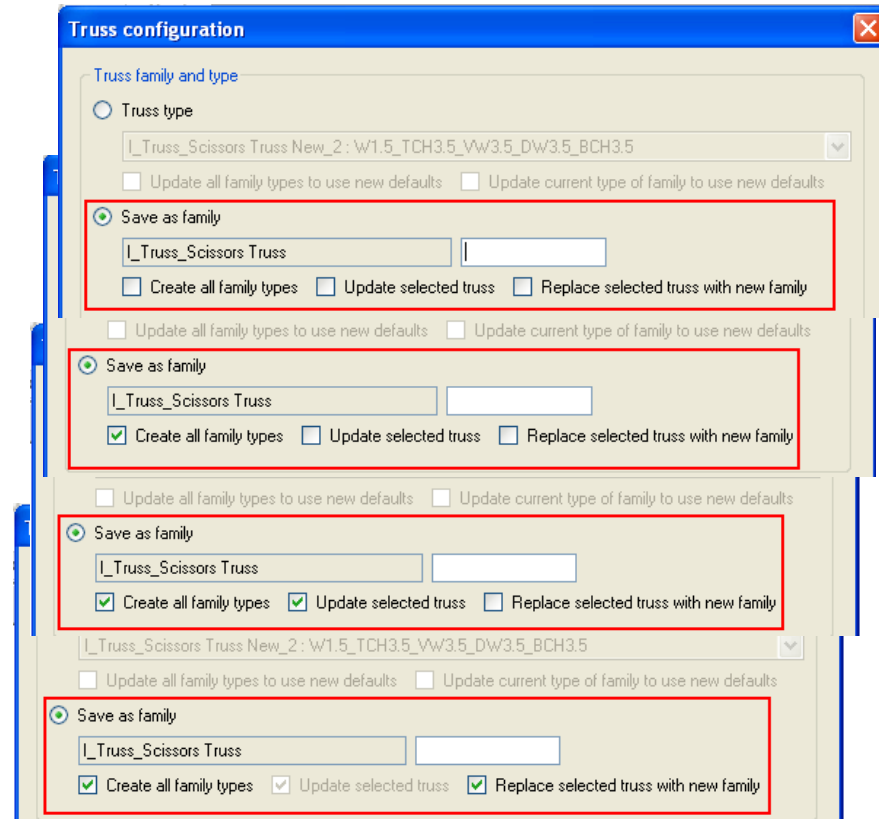 Truss configuration
Truss family and type
Truss type
I_Truss_Scissors Truss New_2 : W1.5_TCH3.5_VW3.5_DW3.5_BCH3.5
Update all family types to use new defaults Update current type of family to use new defaults
Save as family
I_Truss_Scissors Truss
Create all family types Update selected truss Replace selected truss with new family
Update all family types to use new defaults Update current type of family to use new defaults
Save as family
I_Truss_Scissors Truss
Create all family types Update selected truss Replace selected truss with new family
Update all family types to use new defaults Update current type of family to use new defaults
Save as family
I_Truss_Scissors Truss
Create all family types Update selected truss Replace selected truss with new family
I_Truss_Scissors Truss New_2 : W1.5_TCH3.5_VW3.5_DW3.5_BCH3.5
Update all family types to use new defaults Update current type of family to use new defaults
Save as family
I_Truss_Scissors Truss
Create all family types Update selected truss Replace selected truss with new family